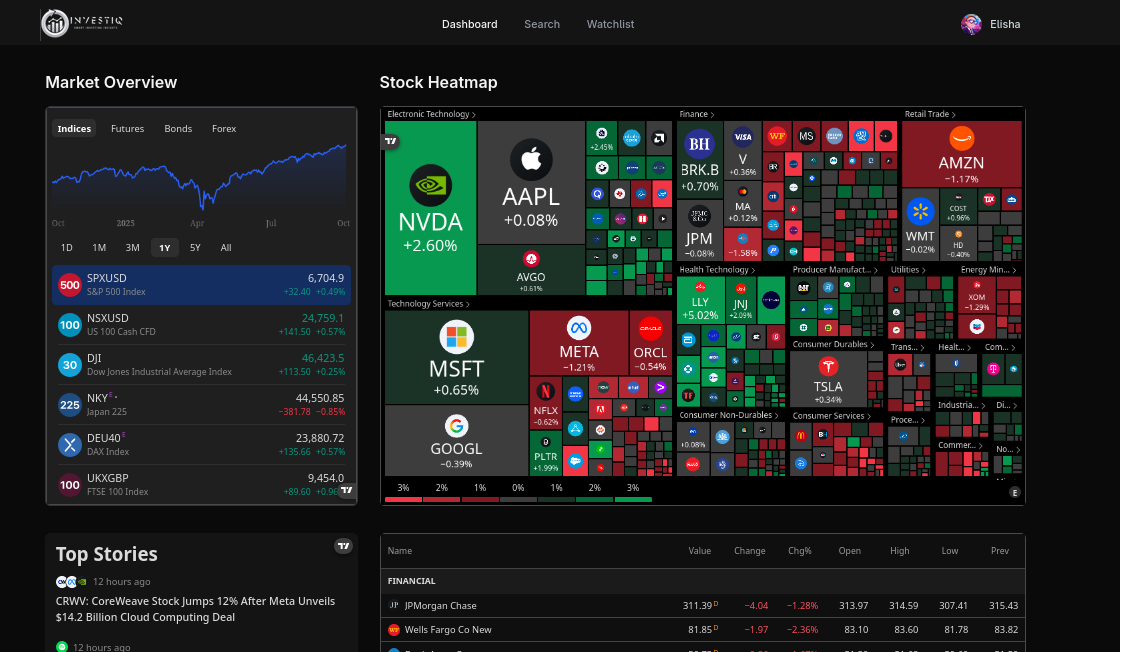 INVESTIQ
Dashboard
Search
Watchlist
Elisha
Market Overview
Indices
Futures
Bonds
Forex
Oct
2025
Apr
Jul
Oct
1D
1M
3M
1Y
5Y
All
500
SPXUSD
6,704.9
S&P 500 Index
+32.40 +0.49%
100
NSXUSD
24,759.1
US 100 Cash CFD
+141.50 +0.57%
30
DJI
46,423.5
Dow Jones Industrial Average Index
+113.50 +0.25%
225
NKY E
44,550.85
Japan 225
−381.78 −0.85%
X
DEU40 E
23,880.72
DAX Index
+135.66 +0.57%
100
UKXGBP
9,454.0
FTSE 100 Index
+89.60 +0.96
Stock Heatmap
Electronic Technology
NVDA
+2.60%
AAPL
+0.08%
AVGO
+0.61%
+2.45%
Technology Services
MSFT
+0.65%
GOOGL
−0.39%
META
−1.21%
ORACLE
ORCL
−0.54%
NFLX
−0.62%
PLTR
+1.99%
Finance
BH
BRK.B
+0.70%
VISA
V
+0.36%
WF
MS
JPM
−0.08%
MA
+0.12%
−1.58%
Retail Trade
AMZN
−1.17%
WMT
−0.02%
COST
+0.96%
HD
−0.40%
Health Technology
LLY
+5.02%
JNJ
+2.09%
Producer Manufact...
Utilities
Energy Min...
XOM
−1.29%
Consumer Durables
TSLA
+0.34%
Trans...
Healt...
Com...
Consumer Non-Durables
+0.08%
Consumer Services
Proce...
Industria...
Di...
Commer...
No...
3%
2%
1%
0%
1%
2%
3%
E
Top Stories
12 hours ago
CRWV: CoreWeave Stock Jumps 12% After Meta Unveils
$14.2 Billion Cloud Computing Deal
12 hours ago
Name
Value
Change
Chg%
Open
High
Low
Prev
FINANCIAL
JP
JPMorgan Chase
311.39 D
−4.04
−1.28%
313.97
314.59
307.41
315.43
WF
Wells Fargo Co New
81.85 D
−1.97
−2.36%
83.10
83.60
81.78
83.82